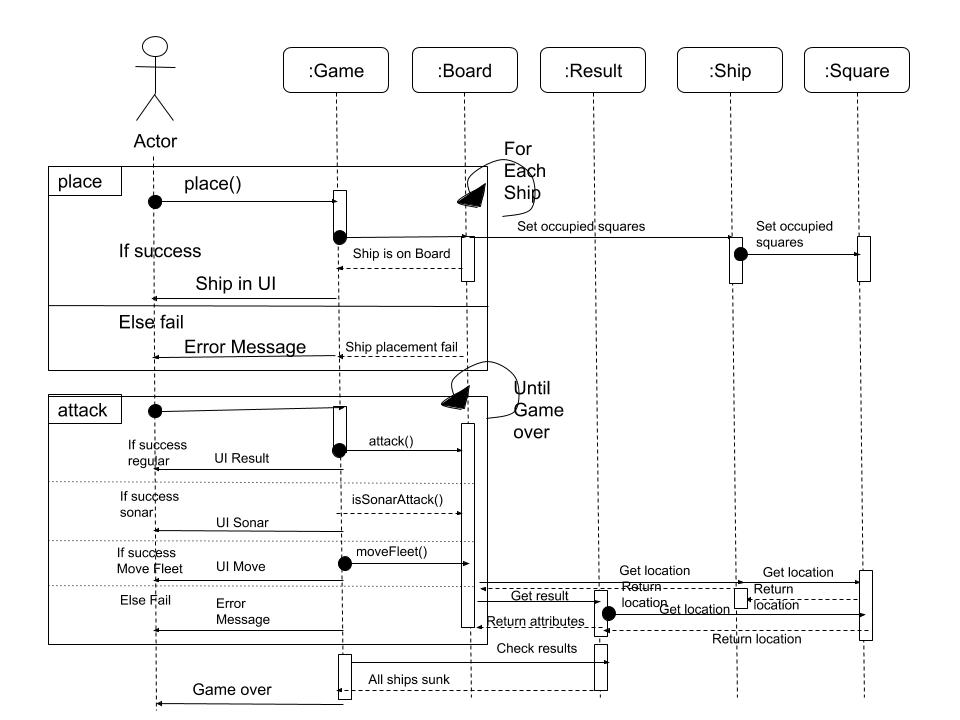 :Game
:Board
:Result
:Ship
:Square
Actor
For
Each
Ship
place
place()
Set occupied squares
Set occupied
squares
If success
Ship is on Board
Ship in UI
Else fail
Error Message
Ship placement fail
Until
Game
over
attack
If success
regular
attack()
UI Result
If success
sonar
isSonarAttack()
UI Sonar
If success
Move Fleet
moveFleet()
UI Move
Get location
Get location
Return
location
Return
location
Get result
Get location
Else Fail
Error
Message
Return attributes
Return location
Check results
All ships sunk
Game over